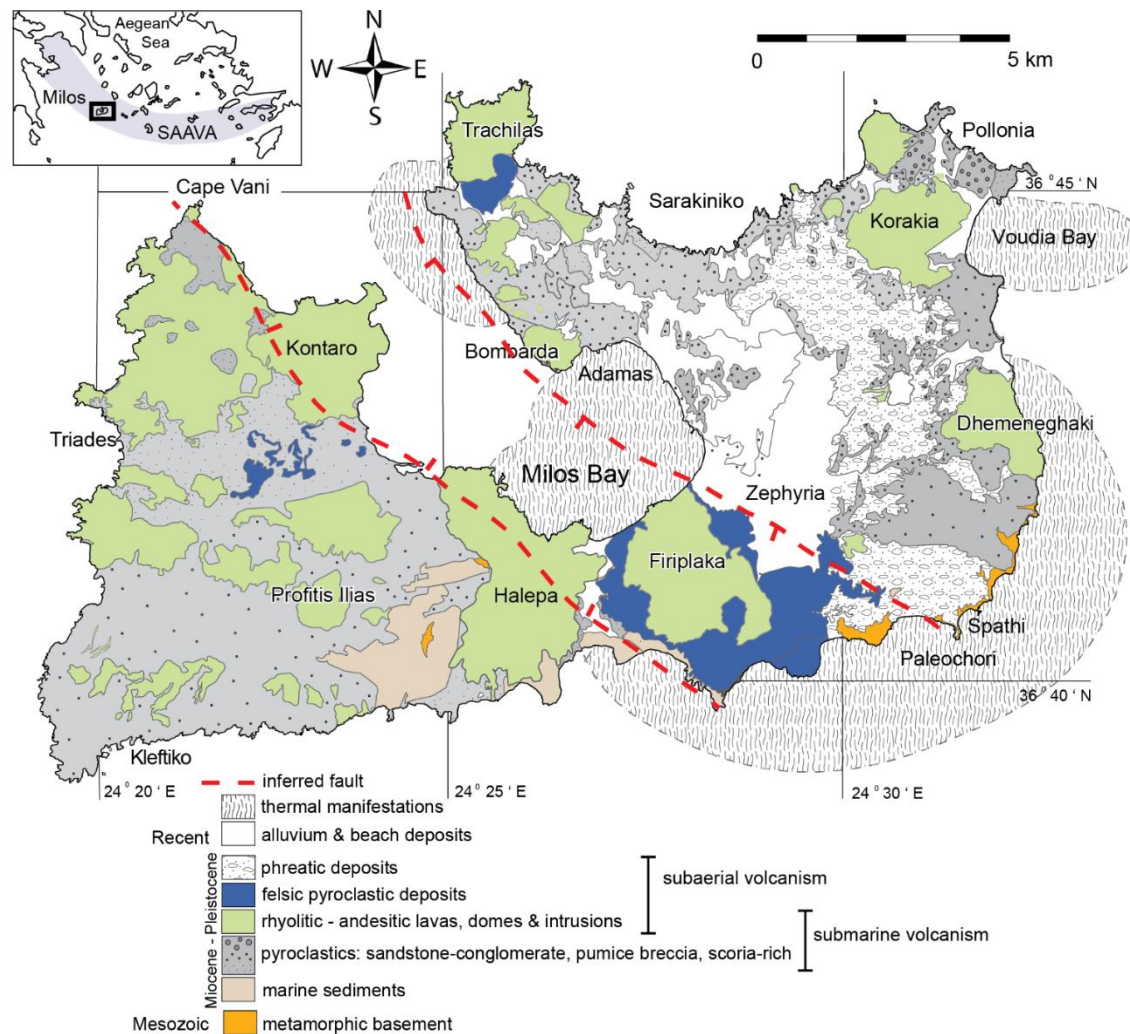 Aegean
Sea
Milos
SAAVA
N
W E
S
0 5 km
Trachilas
Pollonia
Cape Vani
36 ° 45 ‘ N
Sarakiniko
Korakia
Voudia Bay
Kontaro
Bombarda
Adamas
Triades
Dhemeneghaki
Milos Bay
Zephyria
Firiplaka
Profitis Ilias
Halepa
Spathi
Paleochori
36 ° 40 ‘ N
Kleftiko
24 ° 20 ‘ E
24 ° 25 ‘ E
24 ° 30 ‘ E
inferred fault
thermal manifestations
Recent
alluvium & beach deposits
Miocene - Pleistocene
phreatic deposits
felsic pyroclastic deposits
subaerial volcanism
rhyolitic - andesitic lavas, domes & intrusions
submarine volcanism
pyroclastics: sandstone-conglomerate, pumice breccia, scoria-rich
marine sediments
Mesozoic
metamorphic basement